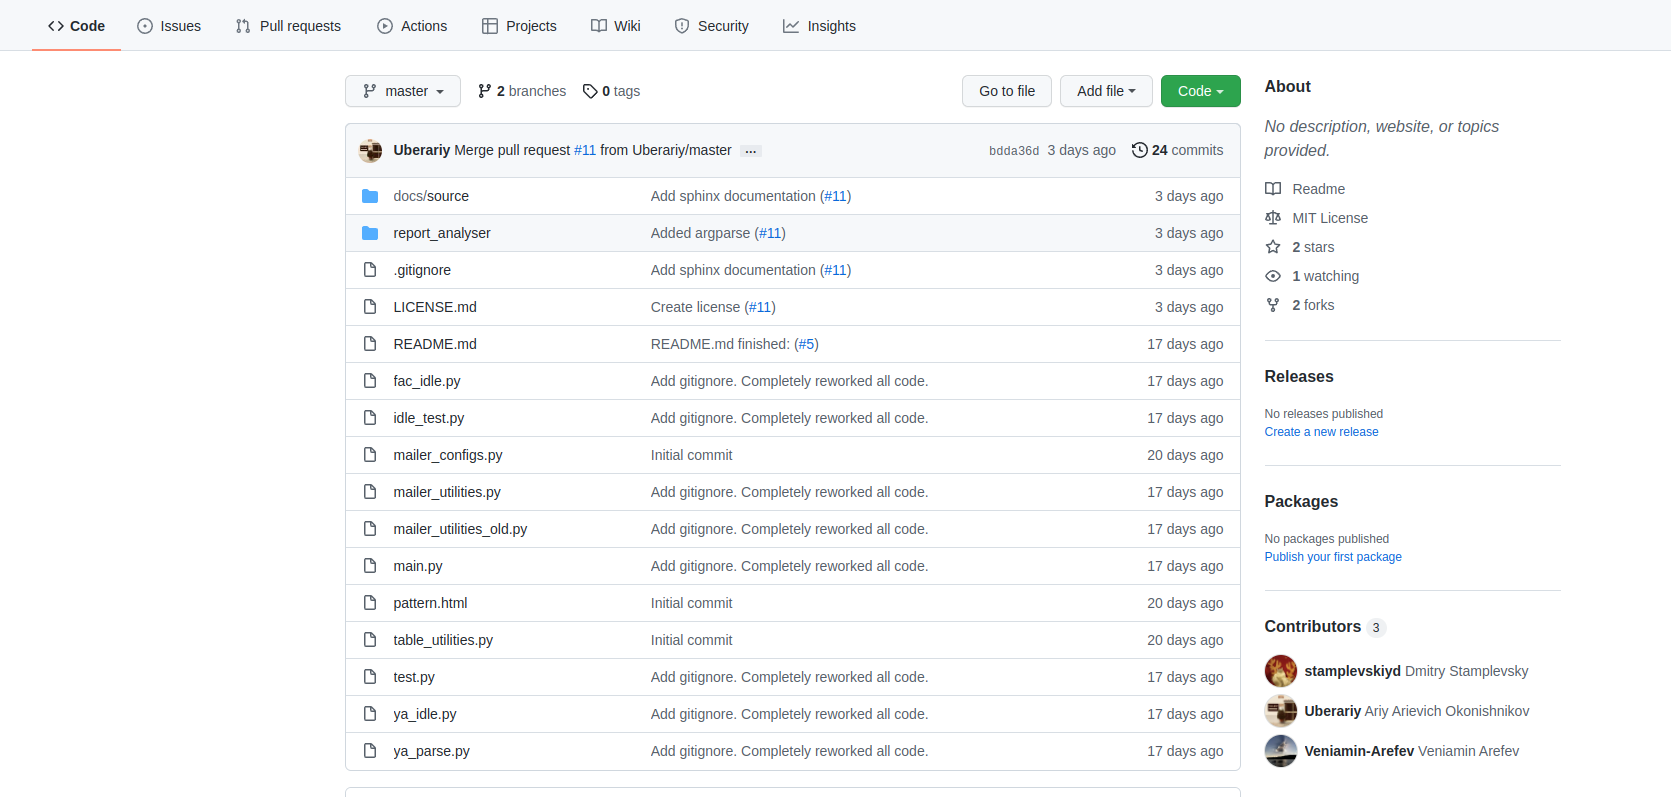 Code Issues Pull requests Actions Projects Wiki Security Insights
master 2 branches 0 tags Go to file Add file Code
Uberariy Merge pull request #11 from Uberariy/master ... bdda36d 3 days ago 24 commits
docs/source Add sphinx documentation (#11) 3 days ago
report_analyser Added argparse (#11) 3 days ago
.gitignore Add sphinx documentation (#11) 3 days ago
LICENSE.md Create license (#11) 3 days ago
README.md README.md finished: (#5) 17 days ago
fac_idle.py Add gitignore. Completely reworked all code. 17 days ago
idle_test.py Add gitignore. Completely reworked all code. 17 days ago
mailer_configs.py Initial commit 20 days ago
mailer_utilities.py Add gitignore. Completely reworked all code. 17 days ago
mailer_utilities_old.py Add gitignore. Completely reworked all code. 17 days ago
main.py Add gitignore. Completely reworked all code. 17 days ago
pattern.html Initial commit 20 days ago
table_utilities.py Initial commit 20 days ago
test.py Add gitignore. Completely reworked all code. 17 days ago
ya_idle.py Add gitignore. Completely reworked all code. 17 days ago
ya_parse.py Add gitignore. Completely reworked all code. 17 days ago
About
No description, website, or topics
provided.
Readme
MIT License
2 stars
1 watching
2 forks
Releases
No releases published
Create a new release
Packages
No packages published
Publish your first package
Contributors 3
stamplevskiyd Dmitry Stamplevsky
Uberariy Ariy Arievich Okonishnikov
Veniamin-Arefev Veniamin Arefev